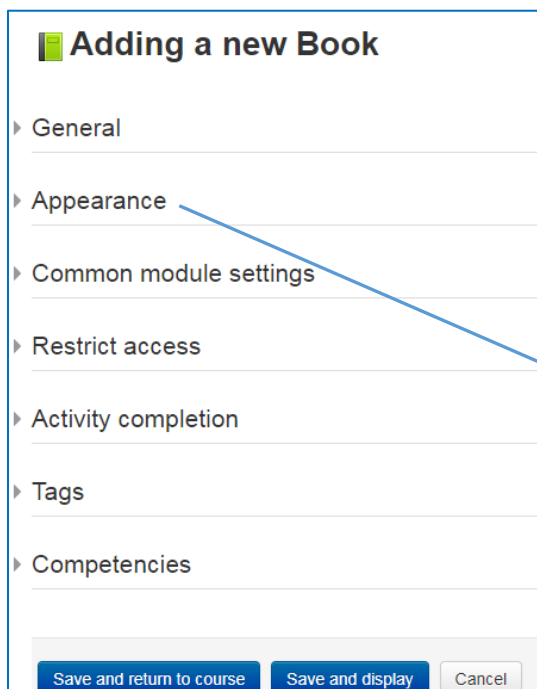 Adding a new Book
General
Appearance
Common module settings
Restrict access
Activity completion
Tags
Competencies
Save and return to course Save and display Cancel